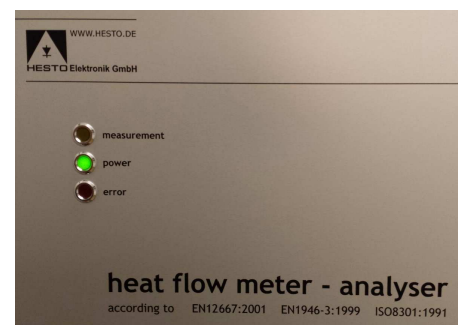 WWW.HESTO.DE
HESTO Elektronik GmbH
measurement
power
error
heat flow meter - analyser
according to EN12667:2001 EN1946-3:1999 ISO8301:1991